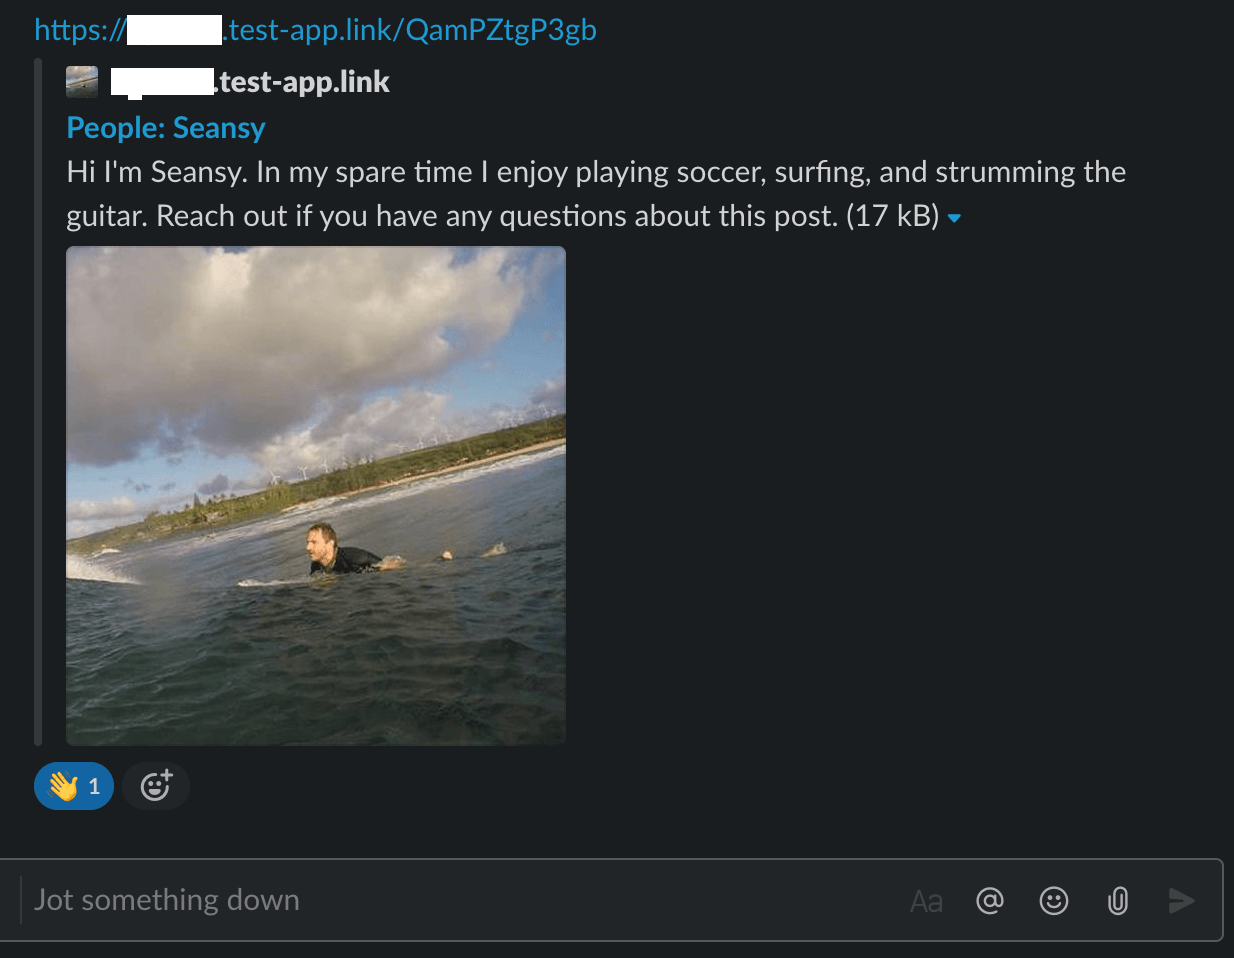 https://.test-app.link/QamPZtgP3gb
.test-app.link
People: Seansy
Hi I'm Seansy. In my spare time I enjoy playing soccer, surfing, and strumming the
guitar. Reach out if you have any questions about this post. (17 kB)
1
Jot something down
Aa @